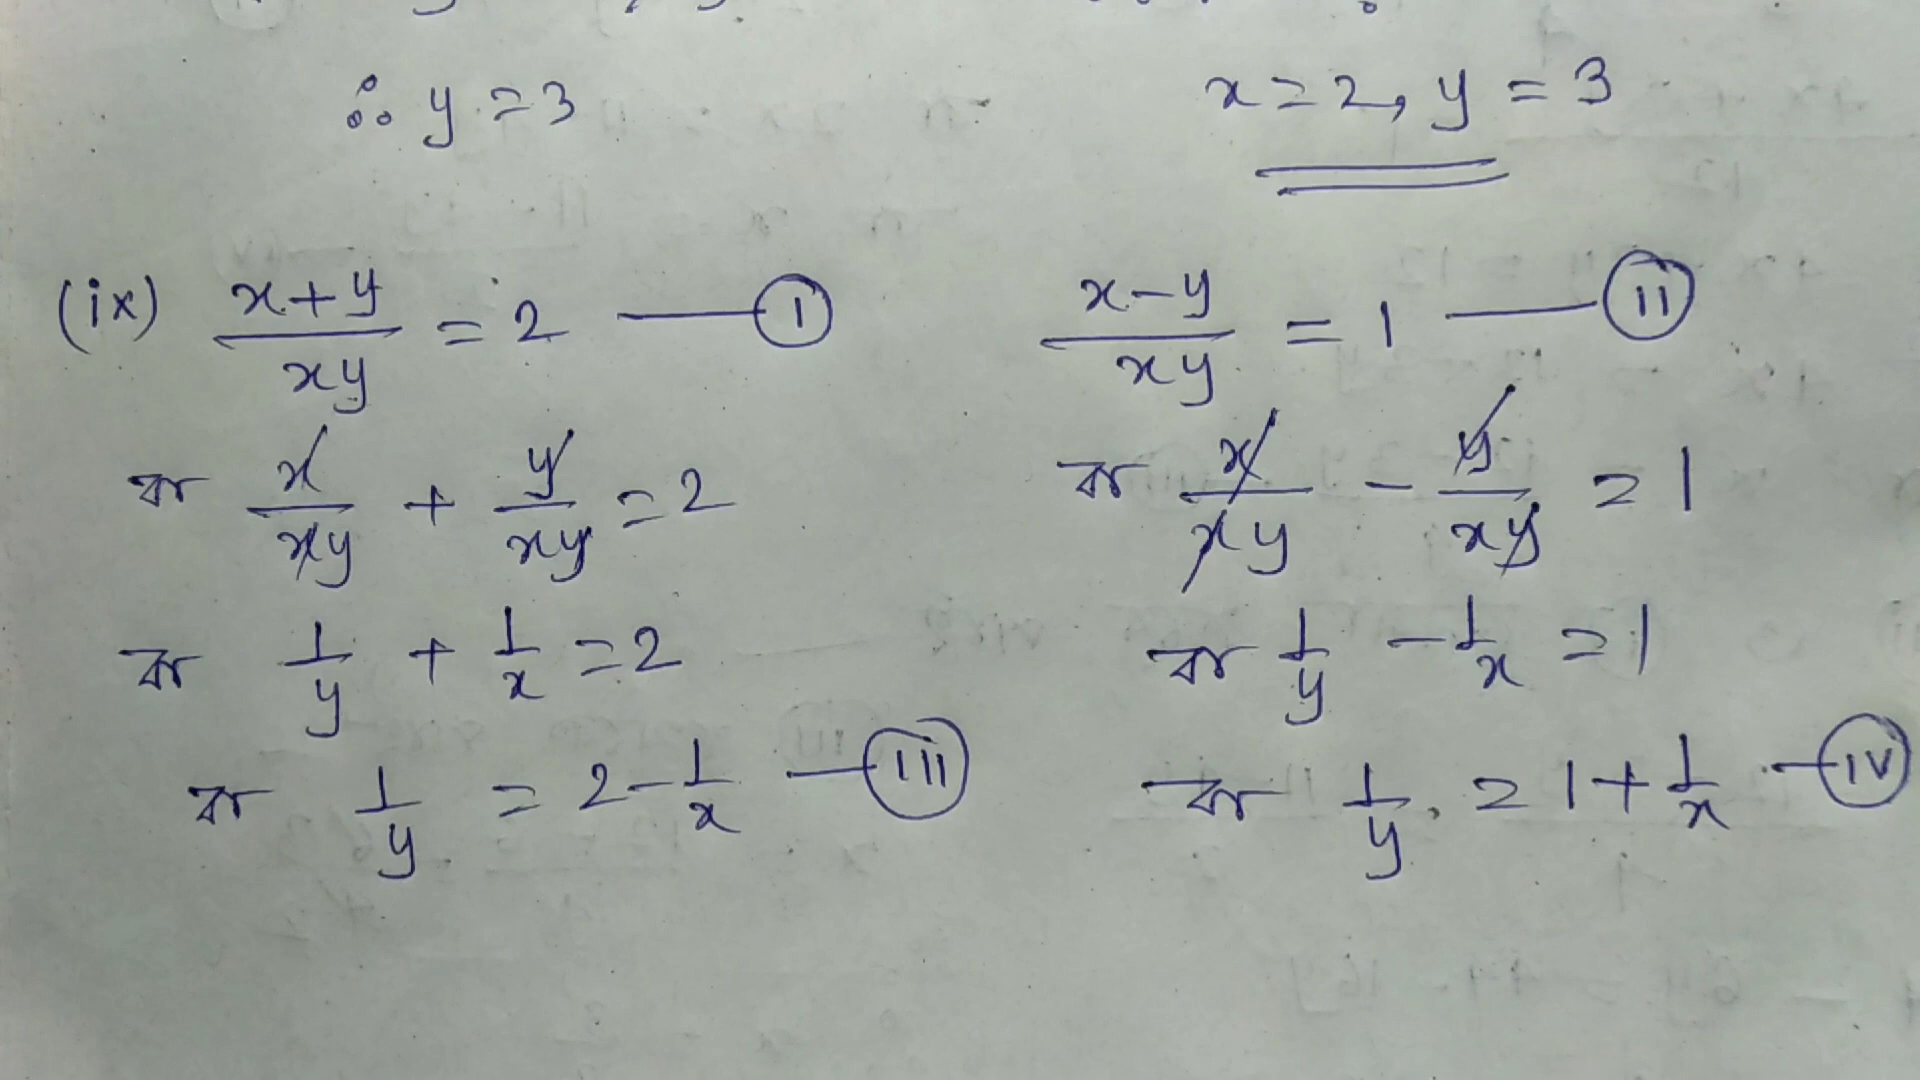 ∴ y = 3
x = 2, y = 3
(ix) (x+y)/xy = 2 —— (I)
(x-y)/xy = 1 —— (II)
বা x/xy + y/xy = 2
বা x/xy - y/xy = 1
বা 1/y + 1/x = 2
বা 1/y - 1/x = 1
বা 1/y = 2 - 1/x —— (III)
বা 1/y = 1 + 1/x —— (IV)